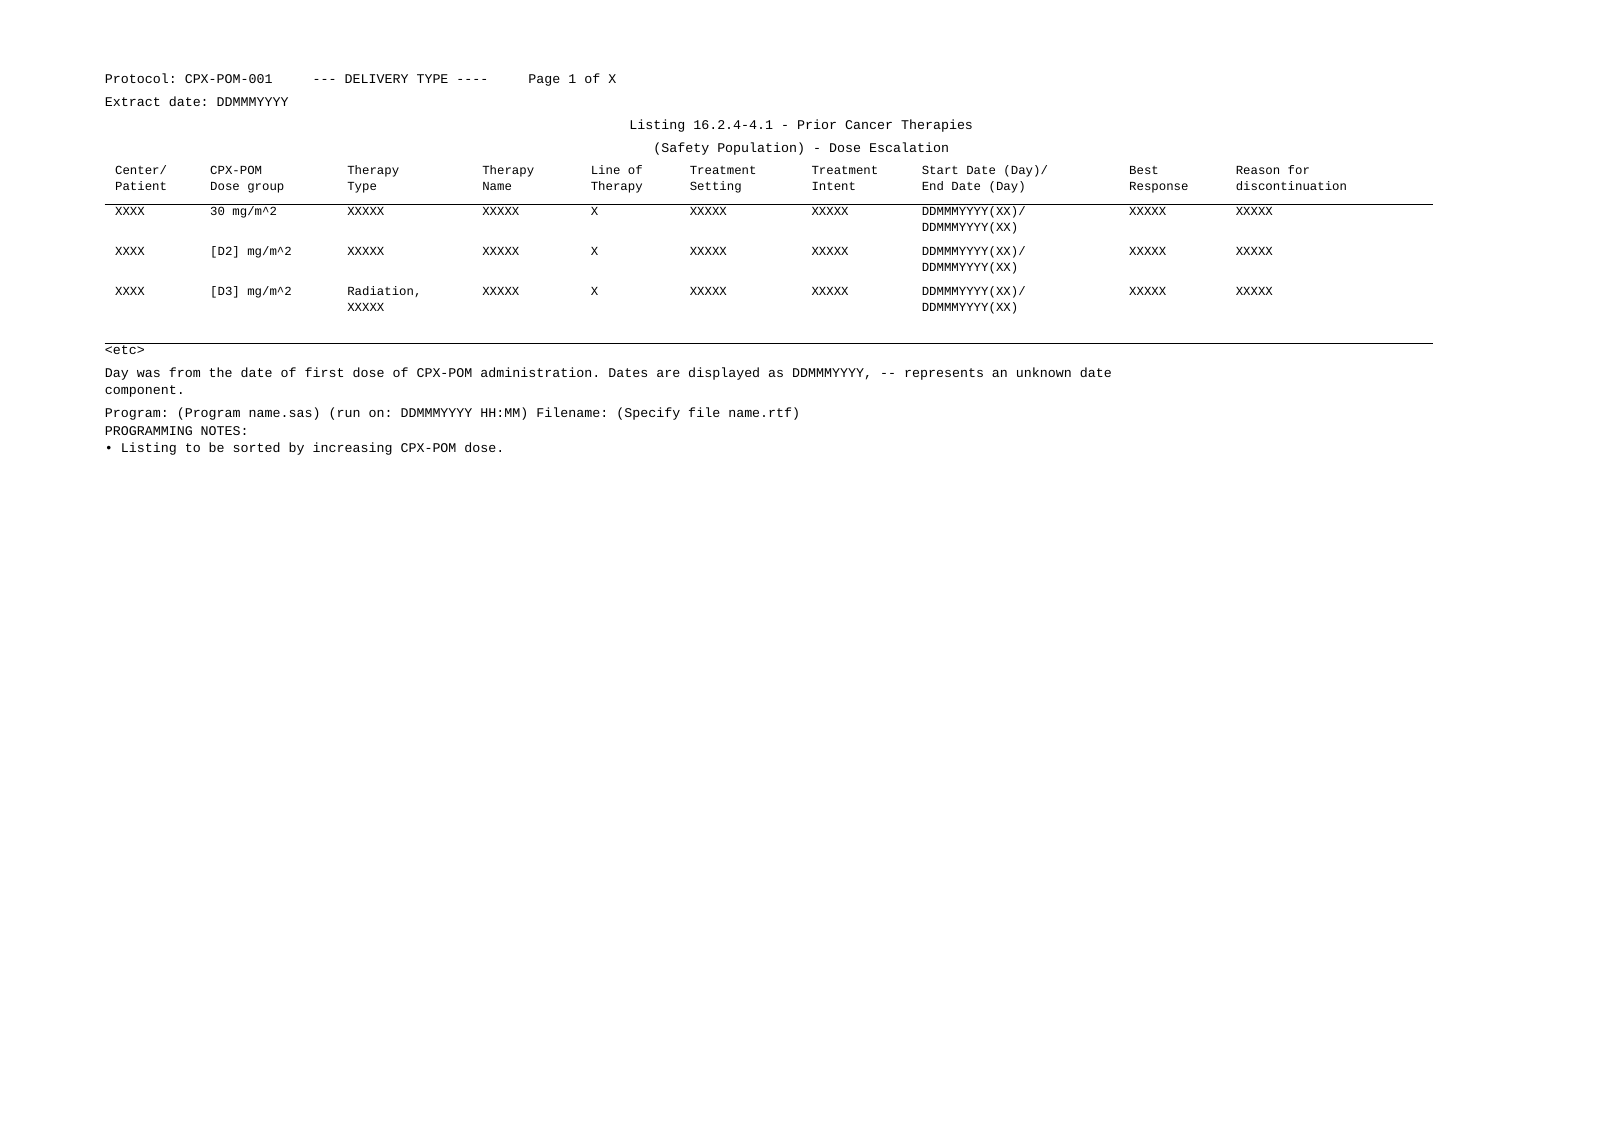 Protocol: CPX-POM-001     --- DELIVERY TYPE ----     Page 1 of X
Extract date: DDMMMYYYY
Listing 16.2.4-4.1 - Prior Cancer Therapies
(Safety Population) - Dose Escalation
Center/ CPX-POM Therapy Therapy Line of Treatment Treatment Start Date (Day)/ Best Reason for
Patient Dose group Type Name Therapy Setting Intent End Date (Day) Response discontinuation
XXXX 30 mg/m^2 XXXXX XXXXX X XXXXX XXXXX DDMMMYYYY(XX)/ XXXXX XXXXX
DDMMMYYYY(XX)
XXXX [D2] mg/m^2 XXXXX XXXXX X XXXXX XXXXX DDMMMYYYY(XX)/ XXXXX XXXXX
DDMMMYYYY(XX)
XXXX [D3] mg/m^2 Radiation, XXXXX X XXXXX XXXXX DDMMMYYYY(XX)/ XXXXX XXXXX
XXXXX DDMMMYYYY(XX)
<etc>
Day was from the date of first dose of CPX-POM administration. Dates are displayed as DDMMMYYYY, -- represents an unknown date
component.
Program: (Program name.sas) (run on: DDMMMYYYY HH:MM) Filename: (Specify file name.rtf)
PROGRAMMING NOTES:
• Listing to be sorted by increasing CPX-POM dose.